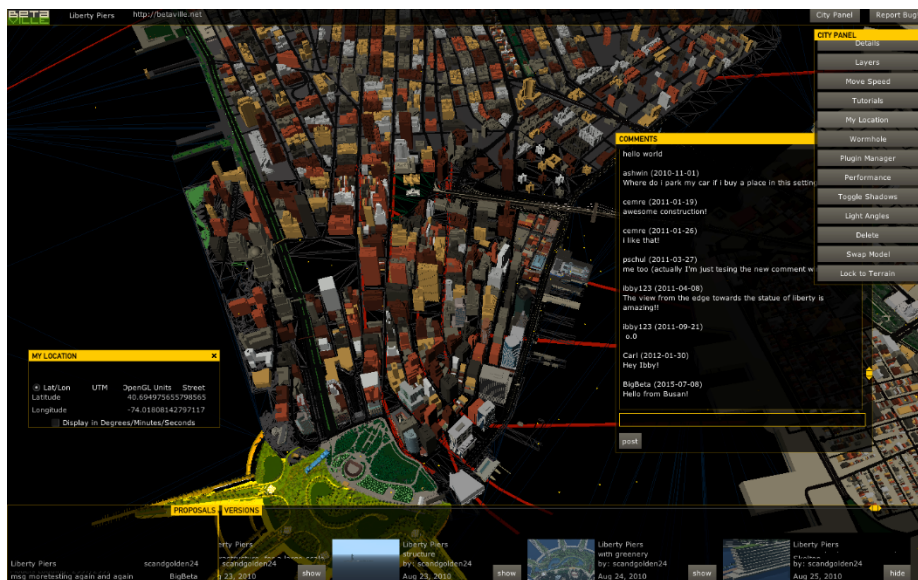 BETA
VILLE
Liberty Piers
http://betaville.net
City Panel
Report Bug
CITY PANEL
Details
Layers
Move Speed
Tutorials
My Location
Wormhole
Plugin Manager
Performance
Toggle Shadows
Light Angles
Delete
Swap Model
Lock to Terrain
COMMENTS
hello world
ashwin (2010-11-01)
Where do i park my car if i buy a place in this setting
cemre (2011-01-19)
awesome construction!
cemre (2011-01-26)
i like that!
pschul (2011-03-27)
me too (actually I'm just tesing the new comment w
ibby123 (2011-04-08)
The view from the edge towards the statue of liberty is
amazing!!
ibby123 (2011-09-21)
o.0
Carl (2012-01-30)
Hey Ibby!
BigBeta (2015-07-08)
Hello from Busan!
post
MY LOCATION
Lat/Lon UTM OpenGL Units Street
Latitude 40.694975655798565
Longitude -74.01808142797117
Display in Degrees/Minutes/Seconds
PROPOSALS VERSIONS
Liberty Piers scandgolden24
msg moretesting again and again BigBeta
scandgolden24
23, 2010
show
Liberty Piers
structure
by: scandgolden24
Aug 23, 2010
show
Liberty Piers
with greenery
by: scandgolden24
Aug 24, 2010
show
Liberty Piers
by: scandgolden24
Aug 25, 2010
hide